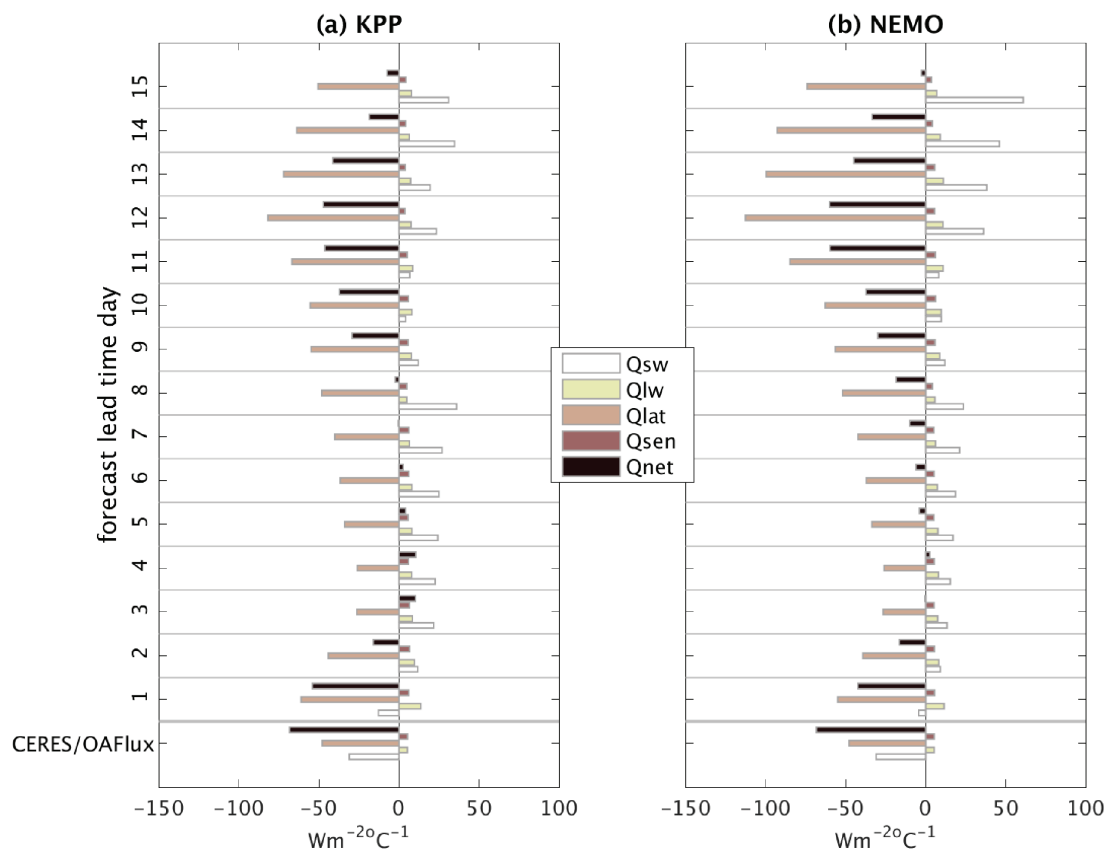 (a) KPP
(b) NEMO
forecast lead time day
15
14
13
12
11
10
9
8
7
6
5
4
3
2
1
CERES/OAFlux
Qsw
Qlw
Qlat
Qsen
Qnet
-150 -100 -50 0 50 100
-150 -100 -50 0 50 100
Wm⁻²ᵒC⁻¹
Wm⁻²ᵒC⁻¹